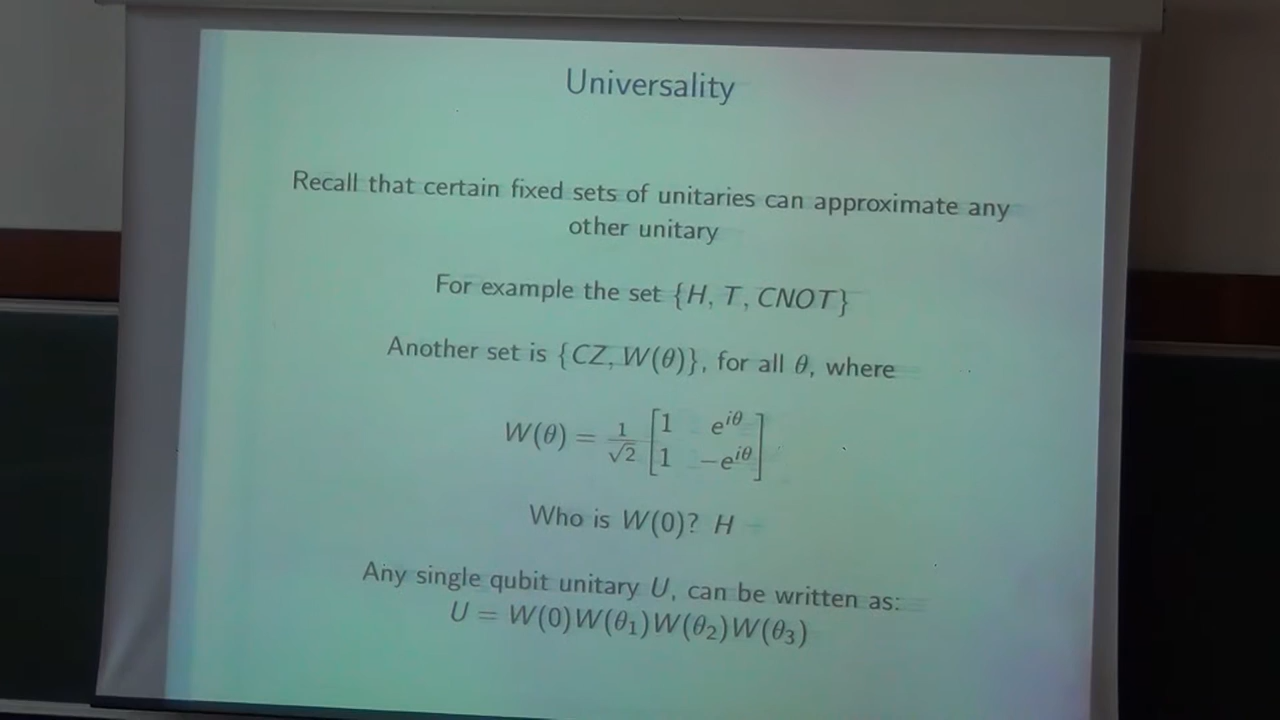 Universality
Recall that certain fixed sets of unitaries can approximate any
other unitary
For example the set {H, T, CNOT}
Another set is {CZ, W(θ)}, for all θ, where
W(θ) = 1/√2 [1 e^{iθ}
1 −e^{iθ}]
Who is W(0)? H
Any single qubit unitary U, can be written as:
U = W(0)W(θ₁)W(θ₂)W(θ₃)